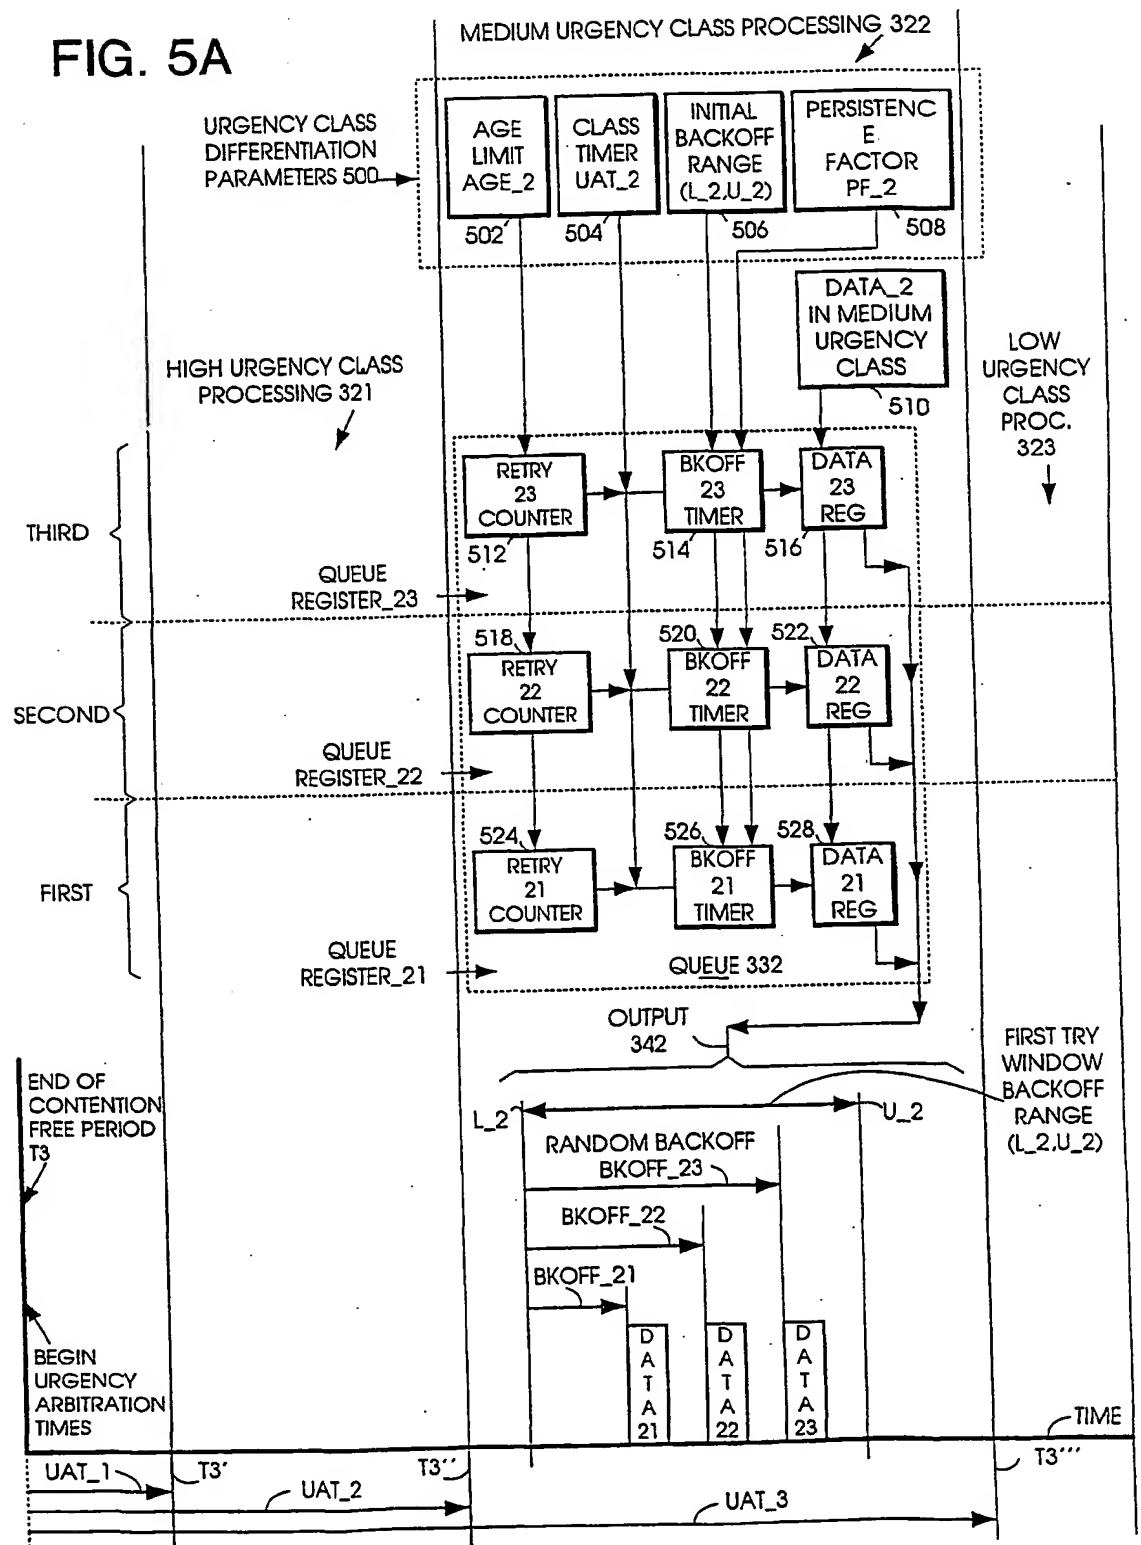 FIG. 5A
MEDIUM URGENCY CLASS PROCESSING 322
URGENCY CLASS
DIFFERENTIATION
PARAMETERS 500
AGE
LIMIT
AGE_2
CLASS
TIMER
UAT_2
INITIAL
BACKOFF
RANGE
(L_2,U_2)
PERSISTENC
E
FACTOR
PF_2
502
504
506
508
DATA_2
IN MEDIUM
URGENCY
CLASS
510
HIGH URGENCY CLASS
PROCESSING 321
LOW
URGENCY
CLASS
PROC.
323
THIRD
RETRY
23
COUNTER
BKOFF
23
TIMER
DATA
23
REG
512
514
516
QUEUE
REGISTER_23
SECOND
518
520
522
RETRY
22
COUNTER
BKOFF
22
TIMER
DATA
22
REG
QUEUE
REGISTER_22
FIRST
524
526
528
RETRY
21
COUNTER
BKOFF
21
TIMER
DATA
21
REG
QUEUE
REGISTER_21
QUEUE 332
OUTPUT
342
FIRST TRY
WINDOW
BACKOFF
RANGE
(L_2,U_2)
END OF
CONTENTION
FREE PERIOD
T3
L_2
U_2
RANDOM BACKOFF
BKOFF_23
BKOFF_22
BKOFF_21
BEGIN
URGENCY
ARBITRATION
TIMES
D
A
T
A
21
D
A
T
A
22
D
A
T
A
23
TIME
UAT_1
T3'
UAT_2
T3''
UAT_3
T3'''